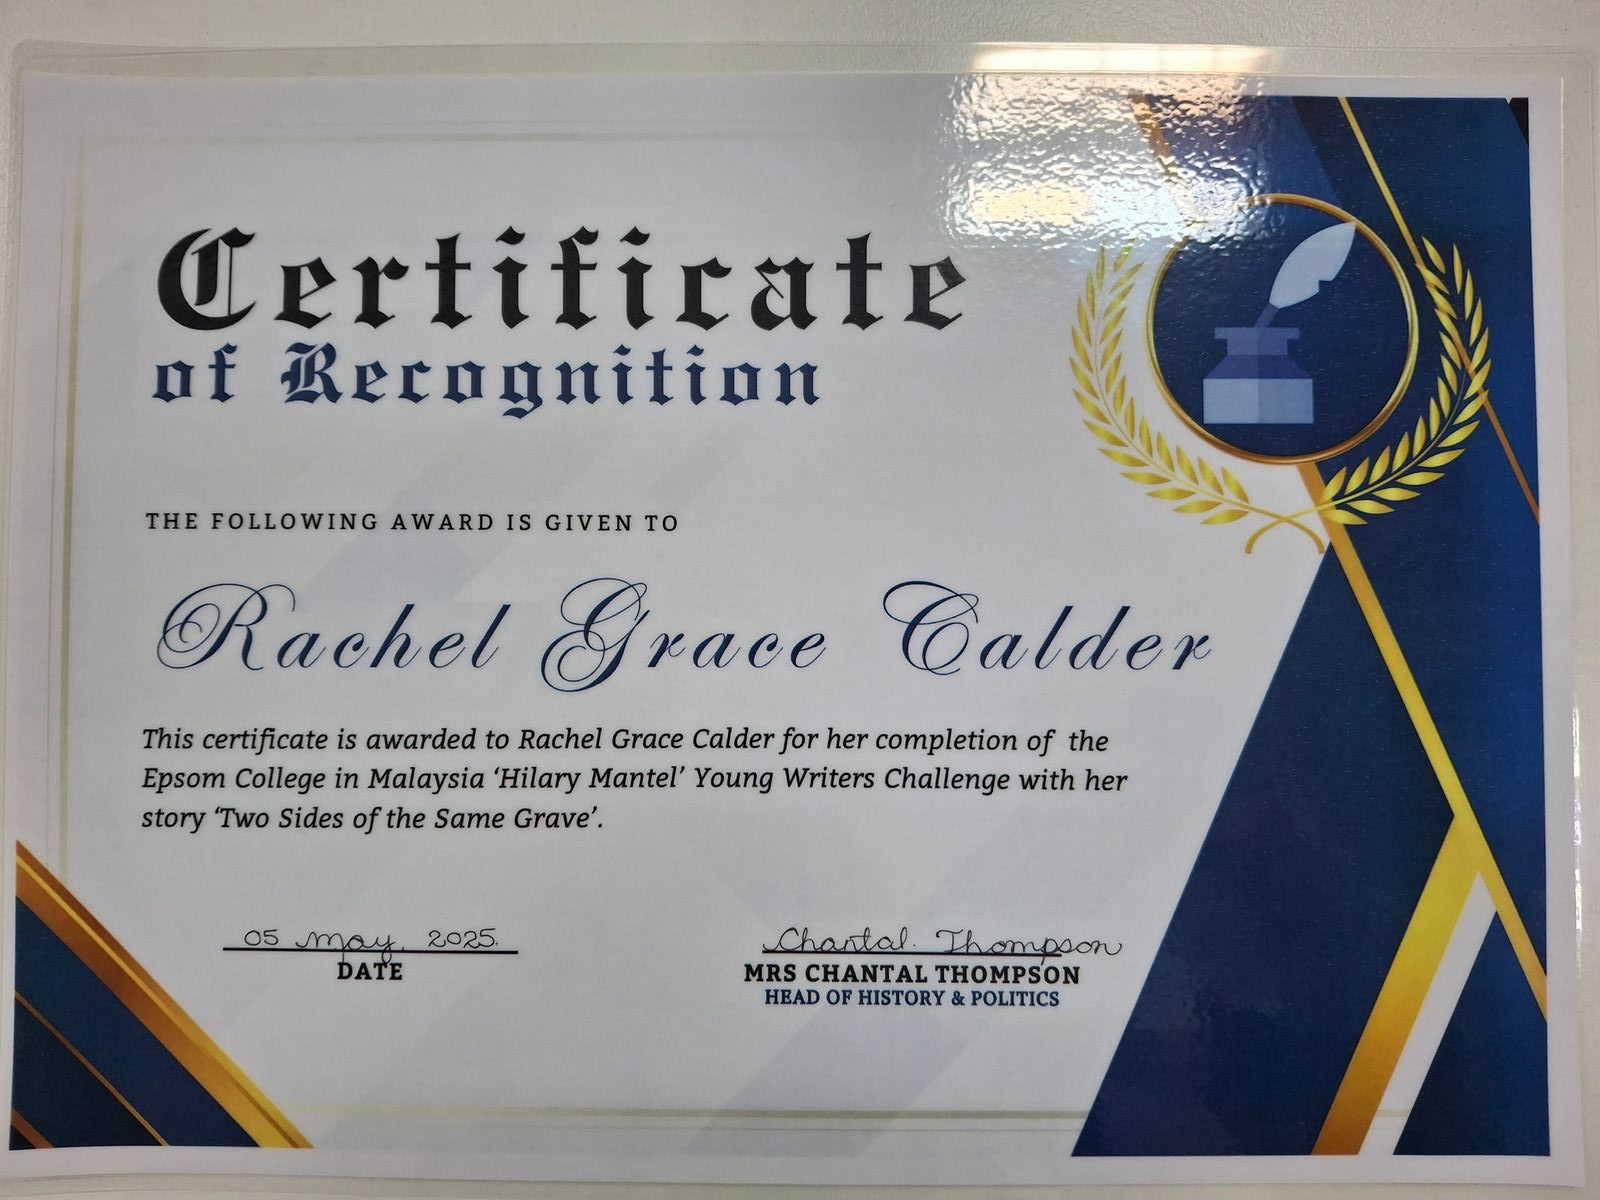 Certificate
of Recognition
THE FOLLOWING AWARD IS GIVEN TO
Rachel Grace Calder
This certificate is awarded to Rachel Grace Calder for her completion of the
Epsom College in Malaysia ‘Hilary Mantel’ Young Writers Challenge with her
story ‘Two Sides of the Same Grave’.
05 May, 2025. Chantal. Thompson
DATE MRS CHANTAL THOMPSON
HEAD OF HISTORY & POLITICS